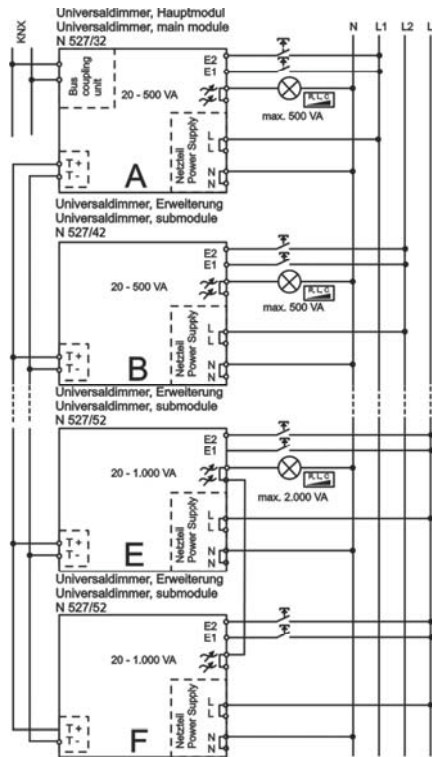 Universaldimmer, Hauptmodul
Universaldimmer, main module
N 527/32
N L1 L2 L
KNX
Bus
coupling
unit
20 - 500 VA
E2
E1
R,L,C
max. 500 VA
Netzteil
Power Supply
L
L
N
N
T+
T-
A
Universaldimmer, Erweiterung
Universaldimmer, submodule
N 527/42
E2
E1
20 - 500 VA
R,L,C
max. 500 VA
Netzteil
Power Supply
L
L
N
N
T+
T-
B
Universaldimmer, Erweiterung
Universaldimmer, submodule
N 527/52
E2
E1
20 - 1.000 VA
R,L,C
max. 2.000 VA
Netzteil
Power Supply
L
L
N
N
T+
T-
E
Universaldimmer, Erweiterung
Universaldimmer, submodule
N 527/52
E2
E1
20 - 1.000 VA
Netzteil
Power Supply
L
L
N
N
T+
T-
F